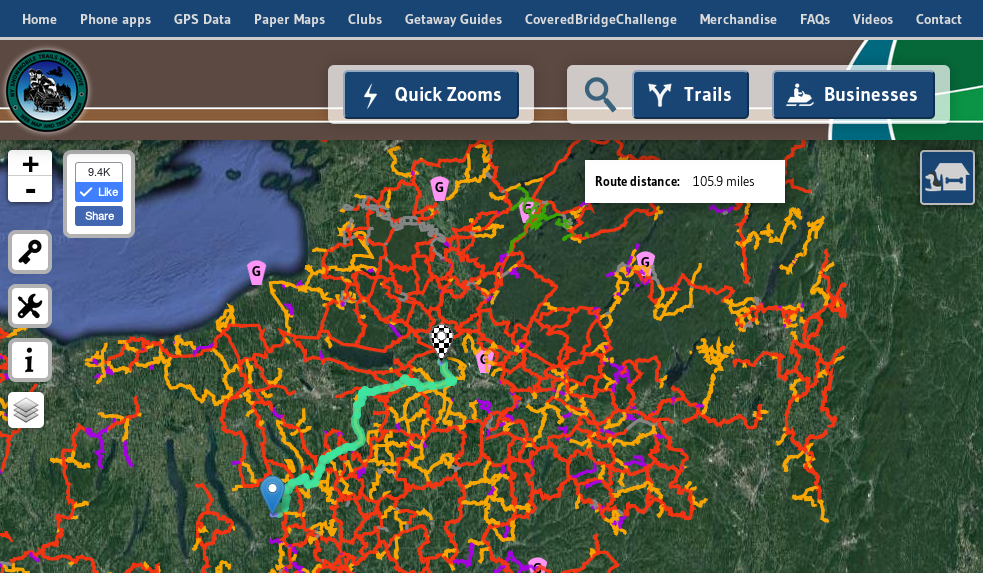 Home Phone apps GPS Data Paper Maps Clubs Getaway Guides CoveredBridgeChallenge Merchandise FAQs Videos Contact
Quick Zooms Trails Businesses
+
-
9.4K
Like
Share
Route distance: 105.9 miles
G
G
G
G
G
G
i